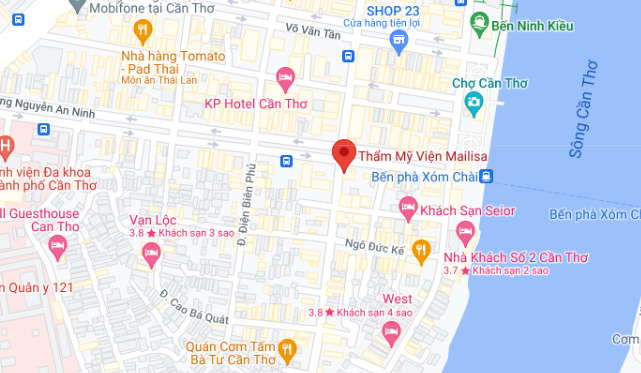 Mobifone tại Cần Thơ
Võ Văn Tần
SHOP 23
Cửa hàng tiện lợi
Bến Ninh Kiều
Nhà hàng Tomato
- Pad Thai
Món ăn Thái Lan
KP Hotel Cần Thơ
Chợ Cần Thơ
Sông Cần Thơ
Nguyễn An Ninh
Thẩm Mỹ Viện Mailisa
viện Đa khoa
thành phố Cần Thơ
Bến phà Xóm Chài
Guesthouse
Can Tho
Vạn Lộc
3.8 ★ Khách sạn 3 sao
Đ. Điện Biên Phủ
Khách Sạn Seior
Bến phà Xóm Chài
Ngô Đức Kế
Nhà Khách Số 2 Cần Thơ
3.7 ★ Khách sạn 2 sao
Quân y 121
Đ Cao Bá Quát
West
3.8 ★ Khách sạn 4 sao
Quán Cơm Tấm
Bà Tư Cần Thơ
Cơm
H